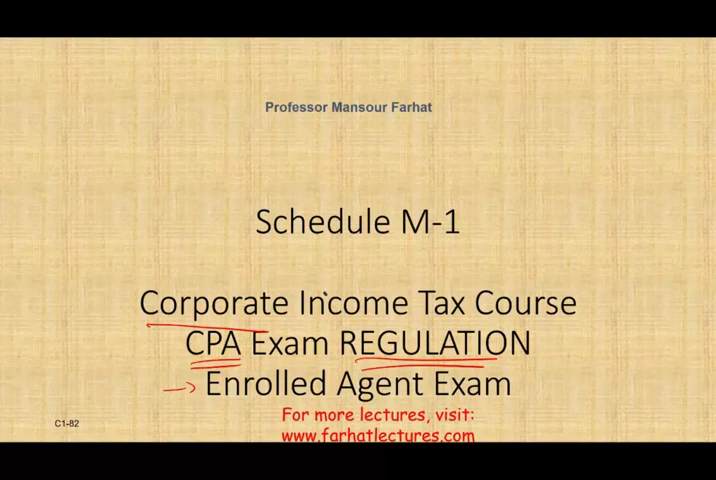 Professor Mansour Farhat
Schedule M-1
Corporate Income Tax Course
CPA Exam REGULATION
Enrolled Agent Exam
For more lectures, visit:
www.farhatlectures.com
C1-82